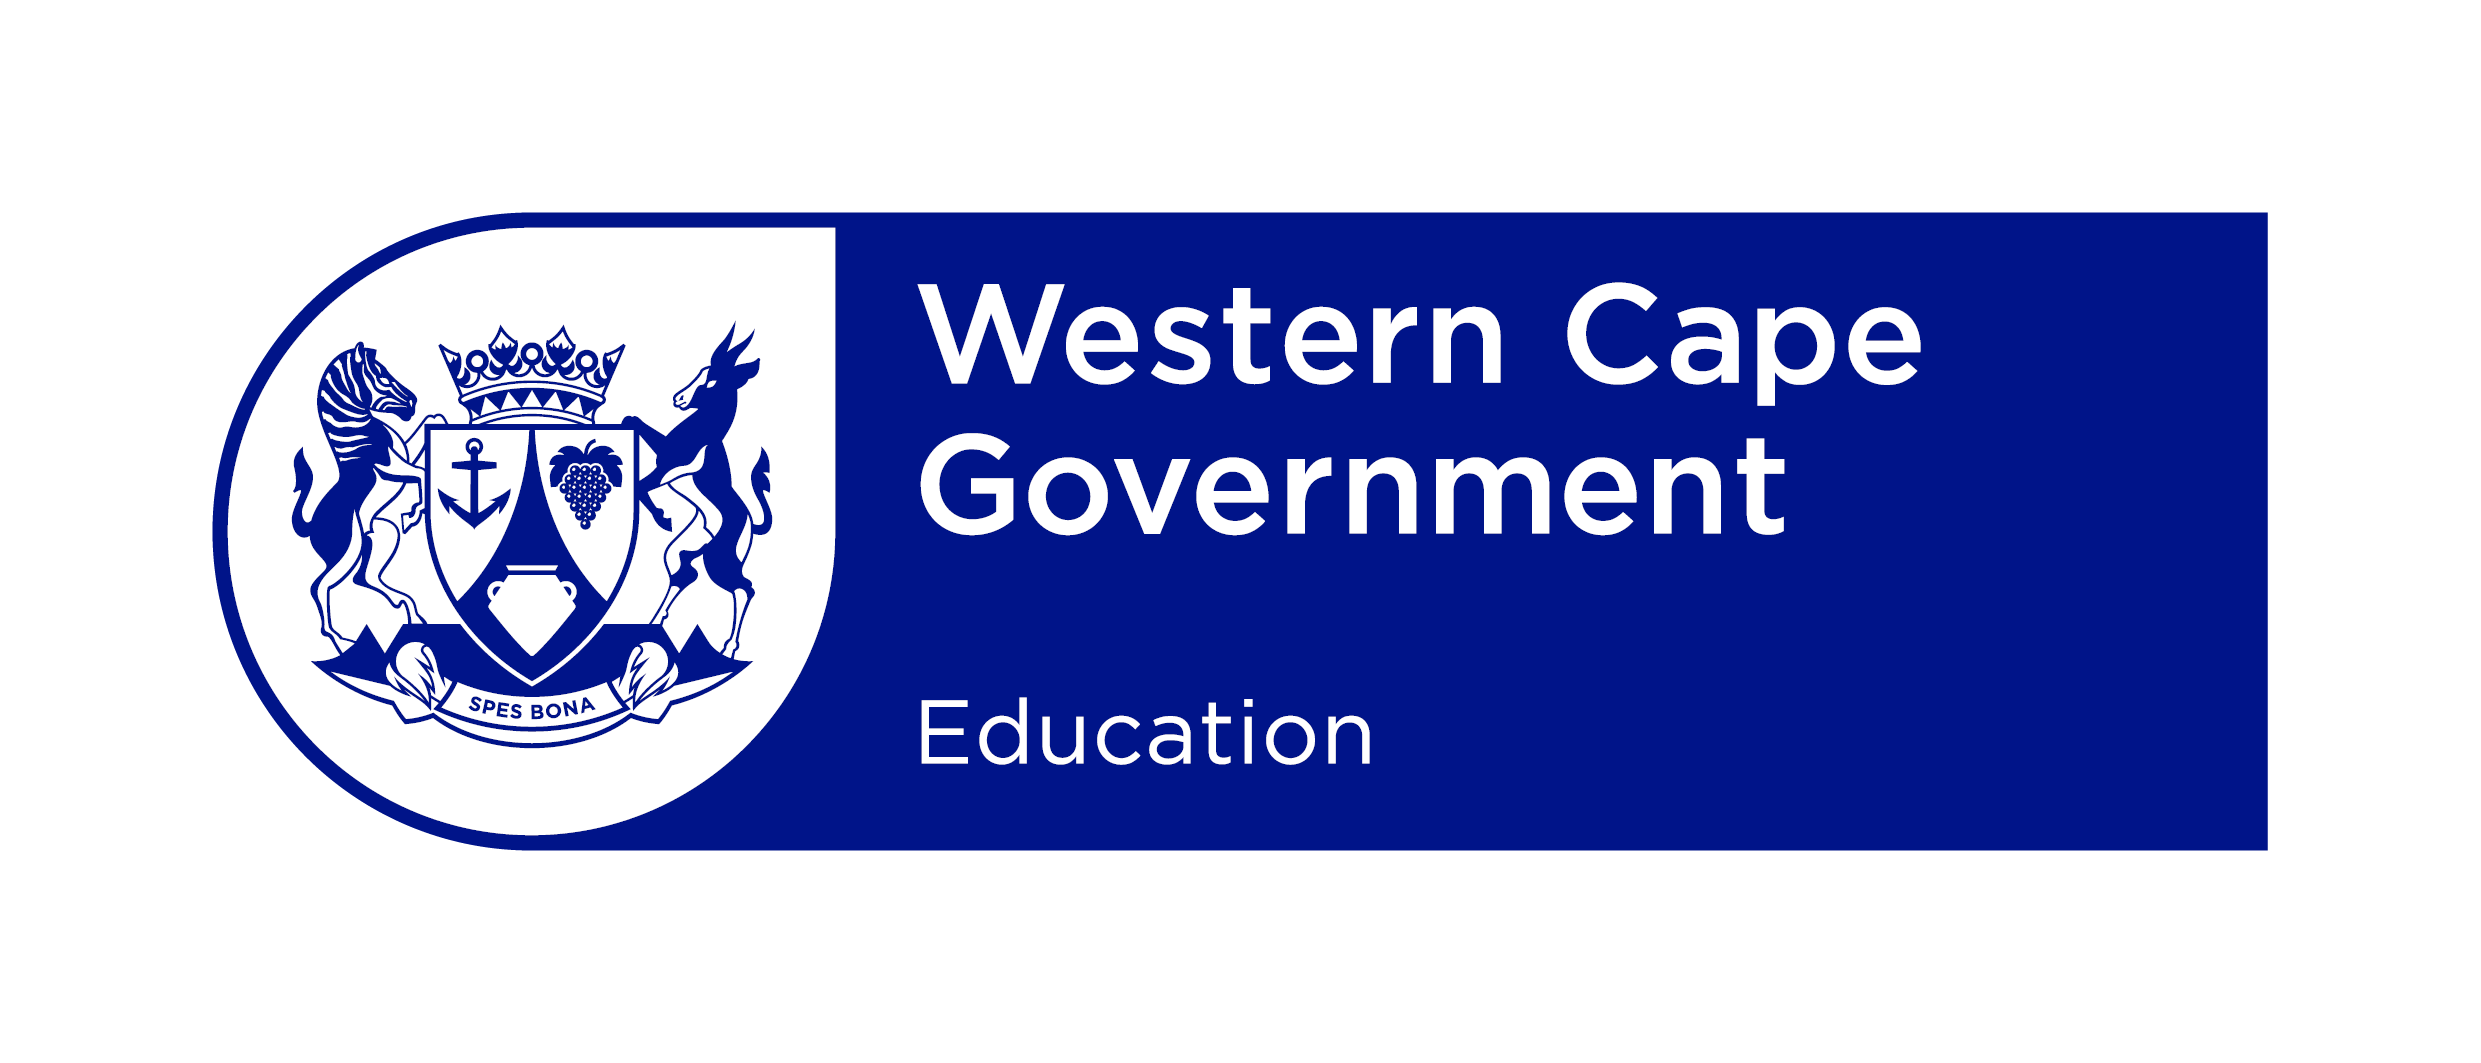 Western Cape
Government
Education
SPES BONA